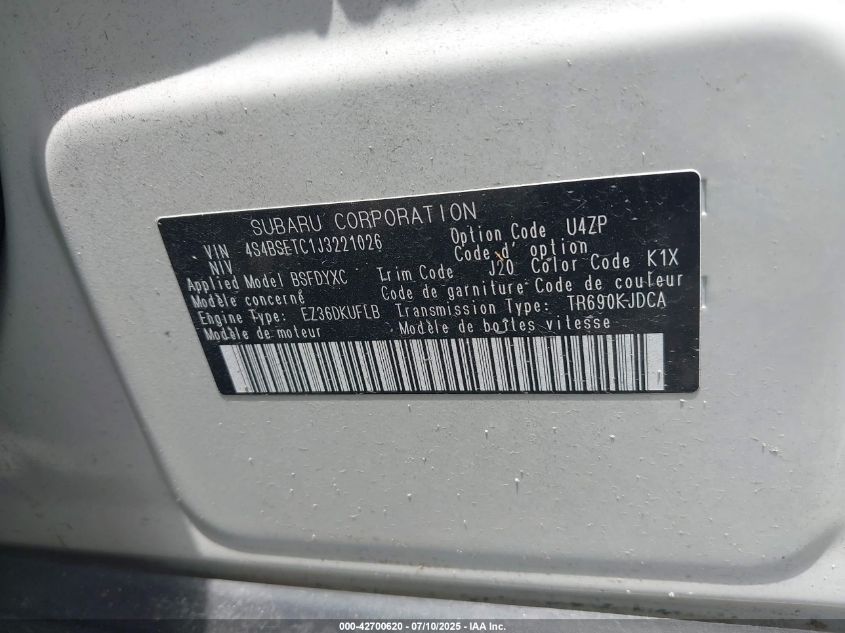 SUBARU CORPORATION
VIN 4S4BSETC1J3221026 Option Code U4ZP
NIV Code d' option
Applied Model BSFDYXC Trim Code J20 Color Code K1X
Modèle concerné Code de garniture Code de couleur
Engine Type: EZ36DKUFLB Transmission Type: TR690K-JDCA
Modèle de moteur Modèle de boîtes vitesse
000-42700620 - 07/10/2025 - IAA Inc.